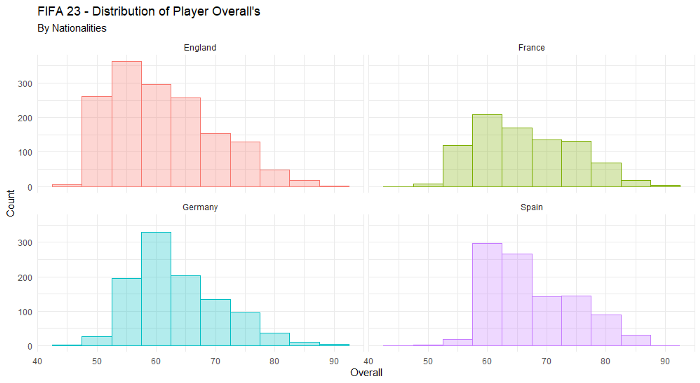 FIFA 23 - Distribution of Player Overall's
By Nationalities
England
France
300
200
100
0
Count
Germany
Spain
300
200
100
0
40 50 60 70 80 90 40 50 60 70 80 90
Overall